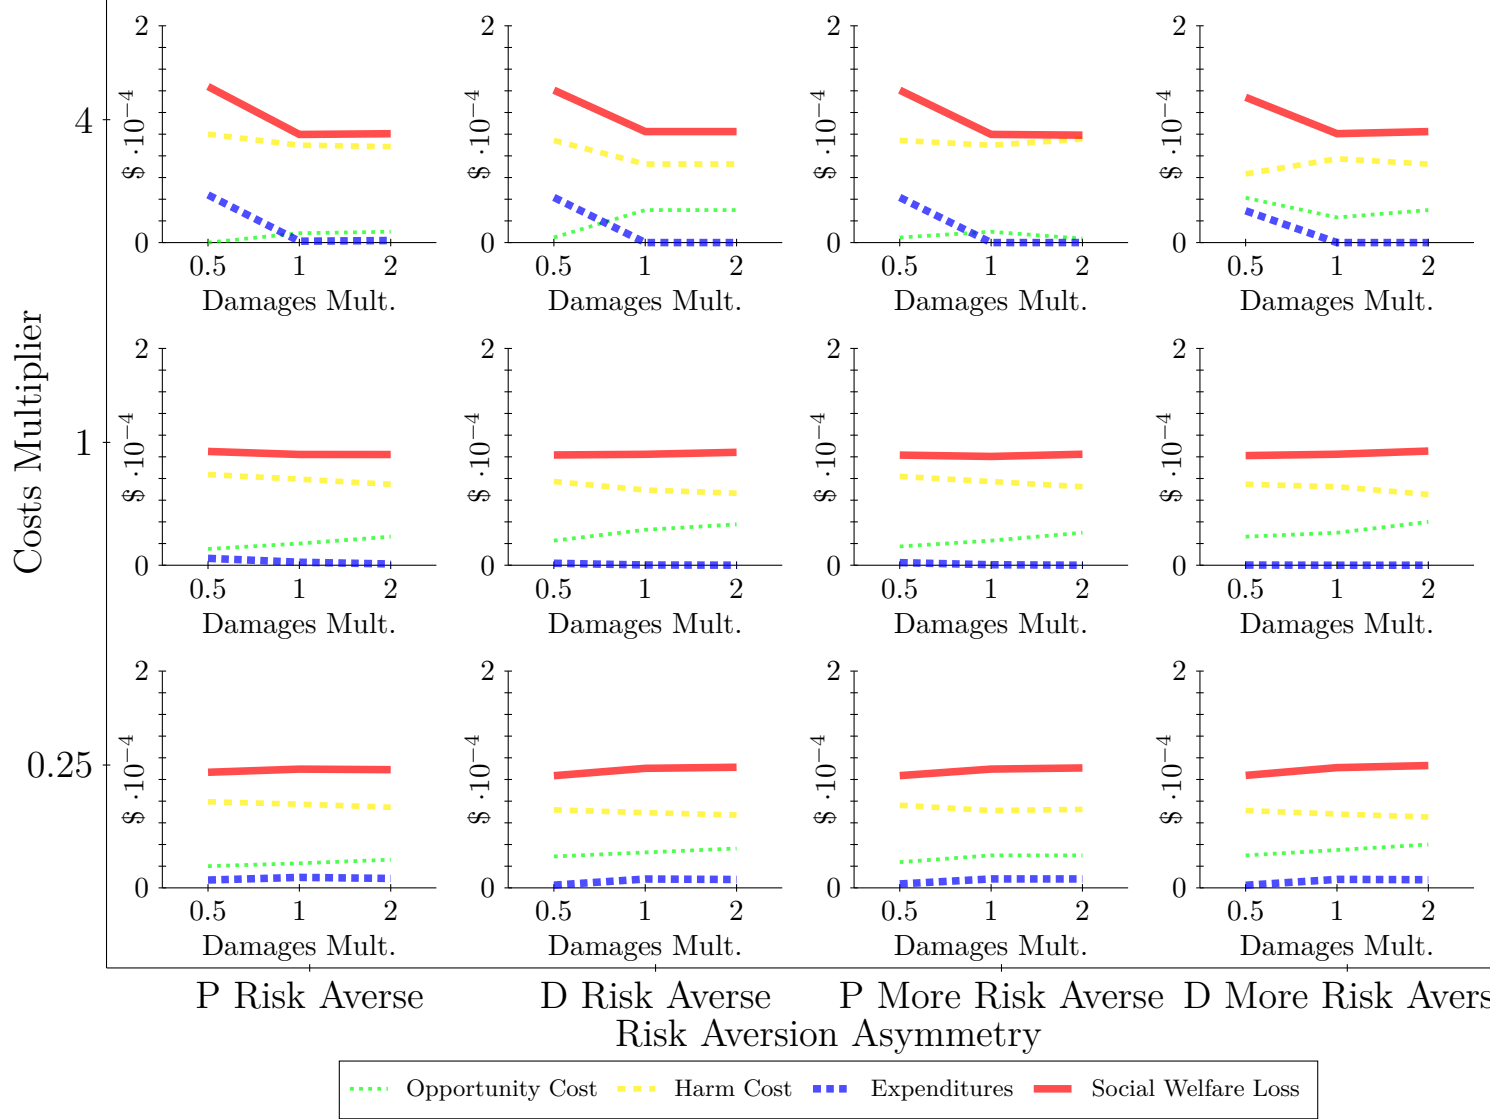 2
2
2
2
4
$ ·10−4
$ ·10−4
$ ·10−4
$ ·10−4
0
0
0
0
0.5 1 2
0.5 1 2
0.5 1 2
0.5 1 2
Damages Mult.
Damages Mult.
Damages Mult.
Damages Mult.
Costs Multiplier
2
2
2
2
1
$ ·10−4
$ ·10−4
$ ·10−4
$ ·10−4
0
0
0
0
0.5 1 2
0.5 1 2
0.5 1 2
0.5 1 2
Damages Mult.
Damages Mult.
Damages Mult.
Damages Mult.
2
2
2
2
0.25
$ ·10−4
$ ·10−4
$ ·10−4
$ ·10−4
0
0
0
0
0.5 1 2
0.5 1 2
0.5 1 2
0.5 1 2
Damages Mult.
Damages Mult.
Damages Mult.
Damages Mult.
P Risk Averse
D Risk Averse
P More Risk Averse
D More Risk Avers
Risk Aversion Asymmetry
Opportunity Cost
Harm Cost
Expenditures
Social Welfare Loss